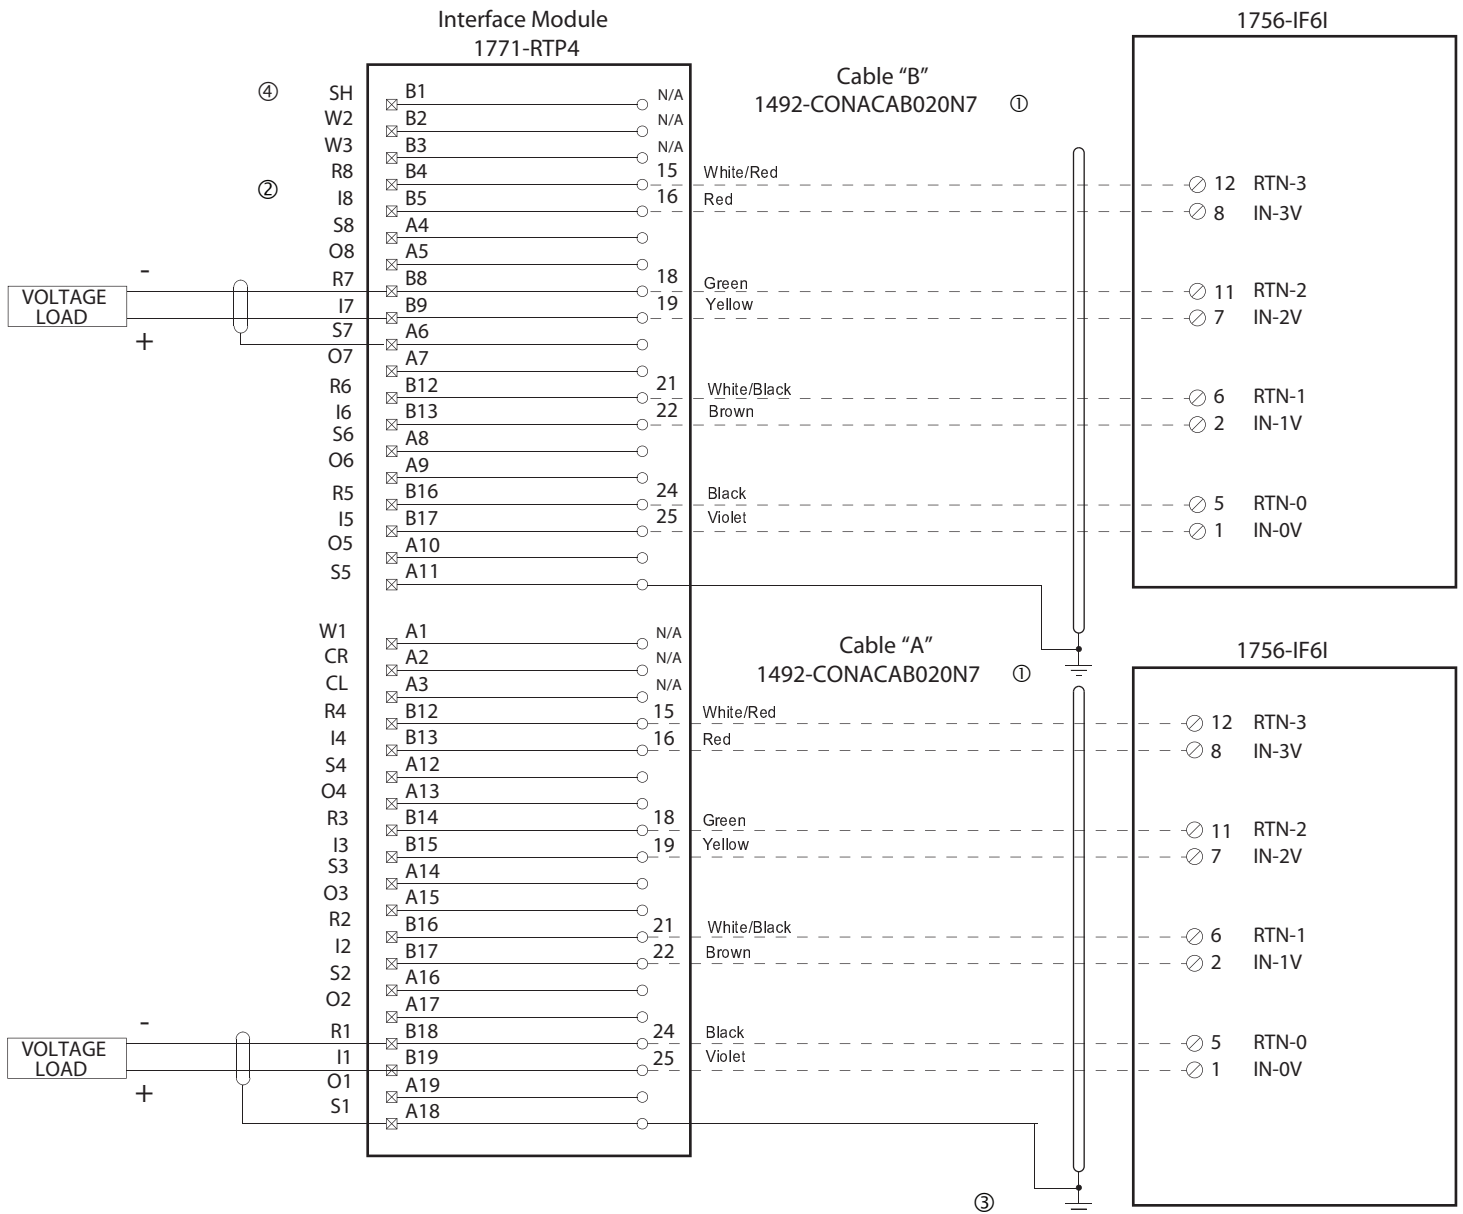 Interface Module
1771-RTP4
1756-IF6I
Cable “B”
1492-CONACAB020N7 ①
④ SH B1 N/A
W2 B2 N/A
W3 B3 N/A
R8 B4 15 White/Red 12 RTN-3
②
I8 B5 16 Red 8 IN-3V
S8 A4
O8 A5
- R7 B8 18 Green 11 RTN-2
VOLTAGE
LOAD
I7 B9 19 Yellow 7 IN-2V
+ S7 A6
O7 A7
R6 B12 21 White/Black 6 RTN-1
I6 B13 22 Brown 2 IN-1V
S6 A8
O6 A9
R5 B16 24 Black 5 RTN-0
I5 B17 25 Violet 1 IN-0V
O5 A10
S5 A11
W1 A1 N/A
Cable “A”
1492-CONACAB020N7 ①
1756-IF6I
CR A2 N/A
CL A3 N/A
R4 B12 15 White/Red 12 RTN-3
I4 B13 16 Red 8 IN-3V
S4 A12
O4 A13
R3 B14 18 Green 11 RTN-2
I3 B15 19 Yellow 7 IN-2V
S3 A14
O3 A15
R2 B16 21 White/Black 6 RTN-1
I2 B17 22 Brown 2 IN-1V
S2 A16
O2 A17
- R1 B18 24 Black 5 RTN-0
VOLTAGE
LOAD
I1 B19 25 Violet 1 IN-0V
+ O1 A19
S1 A18
③